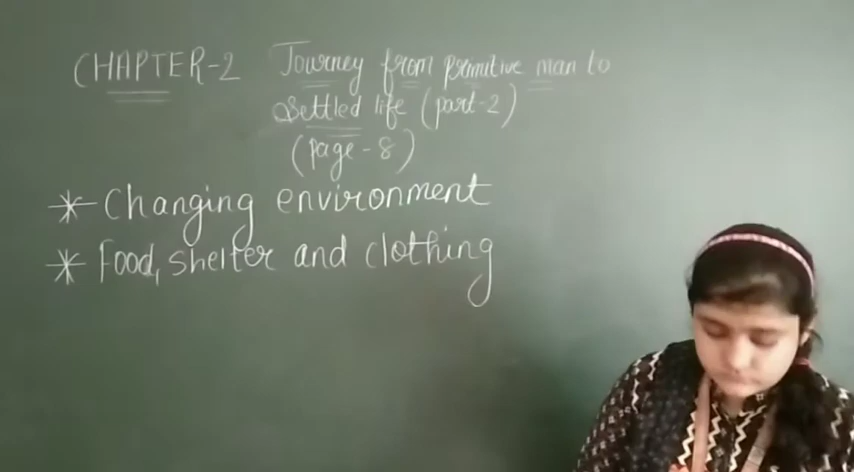 CHAPTER-2 Journey from primitive man to
Settled life (part-2)
(page-8)
* Changing environment
* Food, shelter and clothing